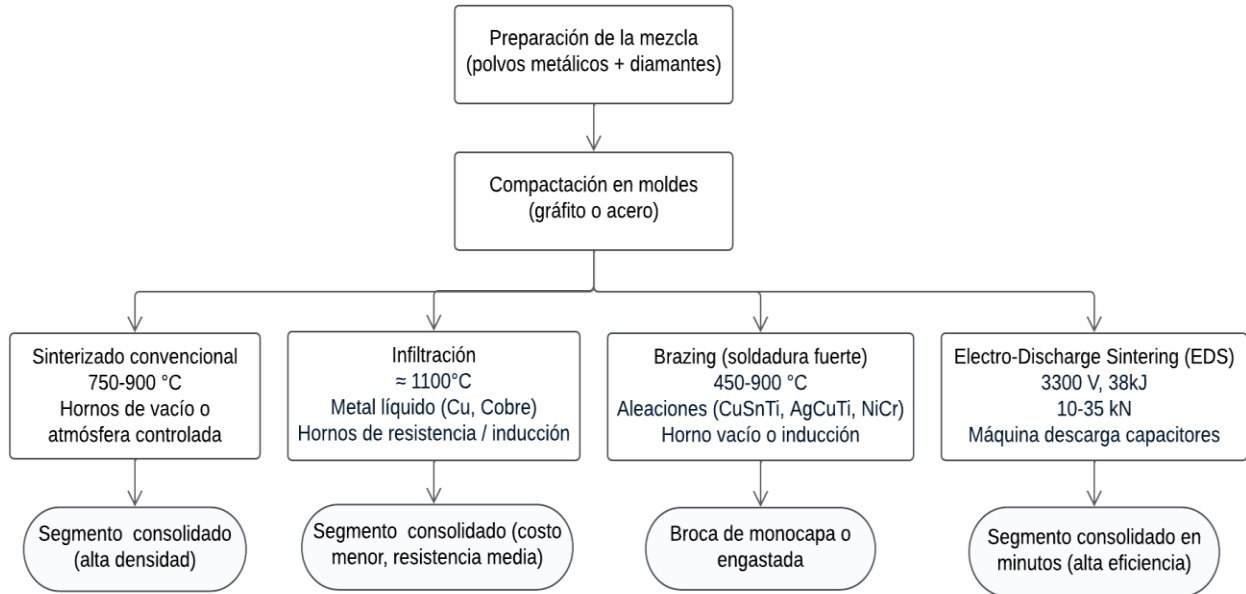 Preparación de la mezcla
(polvos metálicos + diamantes)
Compactación en moldes
(gráfito o acero)
Sinterizado convencional
750-900 °C
Hornos de vacío o
atmósfera controlada
Infiltración
≈ 1100°C
Metal líquido (Cu, Cobre)
Hornos de resistencia / inducción
Brazing (soldadura fuerte)
450-900 °C
Aleaciones (CuSnTi, AgCuTi, NiCr)
Horno vacío o inducción
Electro-Discharge Sintering (EDS)
3300 V, 38kJ
10-35 kN
Máquina descarga capacitores
Segmento consolidado
(alta densidad)
Segmento consolidado (costo
menor, resistencia media)
Broca de monocapa o
engastada
Segmento consolidado en
minutos (alta eficiencia)